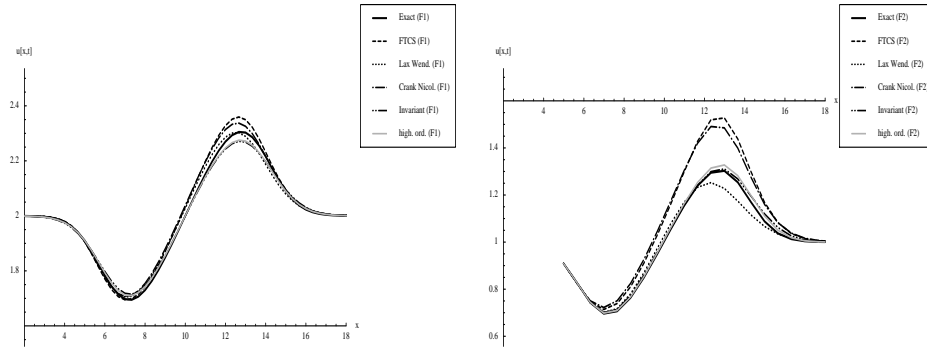 Exact (F1)
FTCS (F1)
Lax Wend. (F1)
Crank Nicol. (F1)
Invariant (F1)
high. ord. (F1)
u[x,t]
2.4
2.2
2
1.8
4 6 8 10 12 14 16 18
x
Exact (F2)
FTCS (F2)
Lax Wend. (F2)
Crank Nicol. (F2)
Invariant (F2)
high. ord. (F2)
u[x,t]
x
4 6 8 10 12 14 16 18
1.4
1.2
1
0.8
0.6